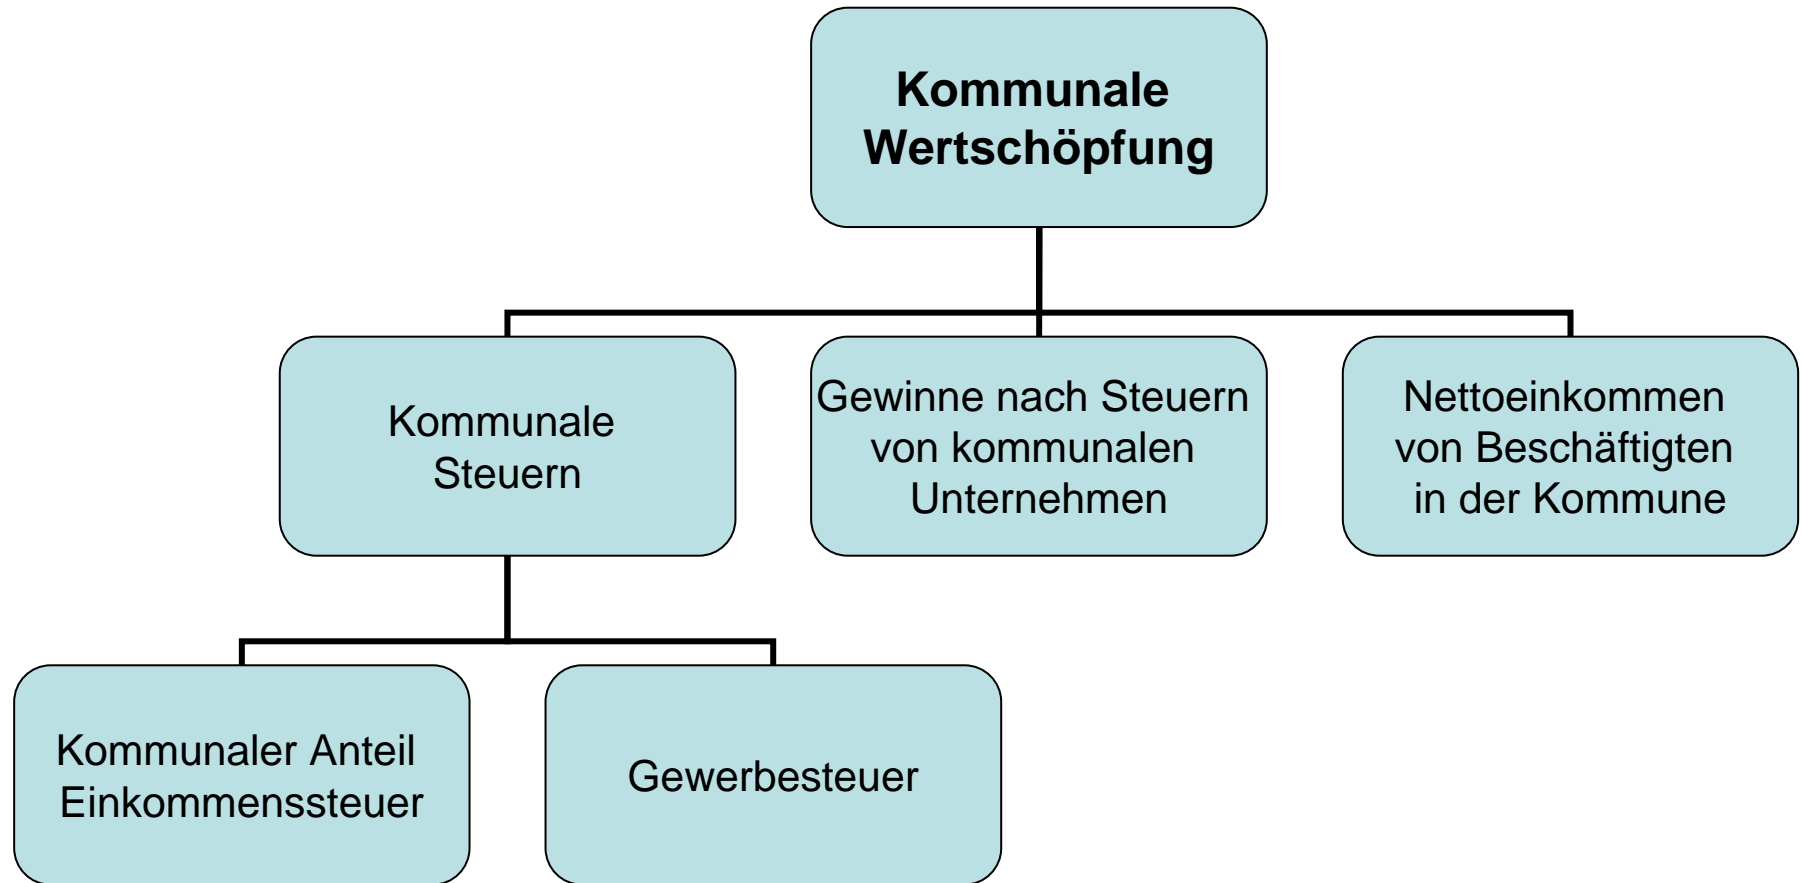 Kommunale
Wertschöpfung
Kommunale
Steuern
Gewinne nach Steuern
von kommunalen
Unternehmen
Nettoeinkommen
von Beschäftigten
in der Kommune
Kommunaler Anteil
Einkommenssteuer
Gewerbesteuer